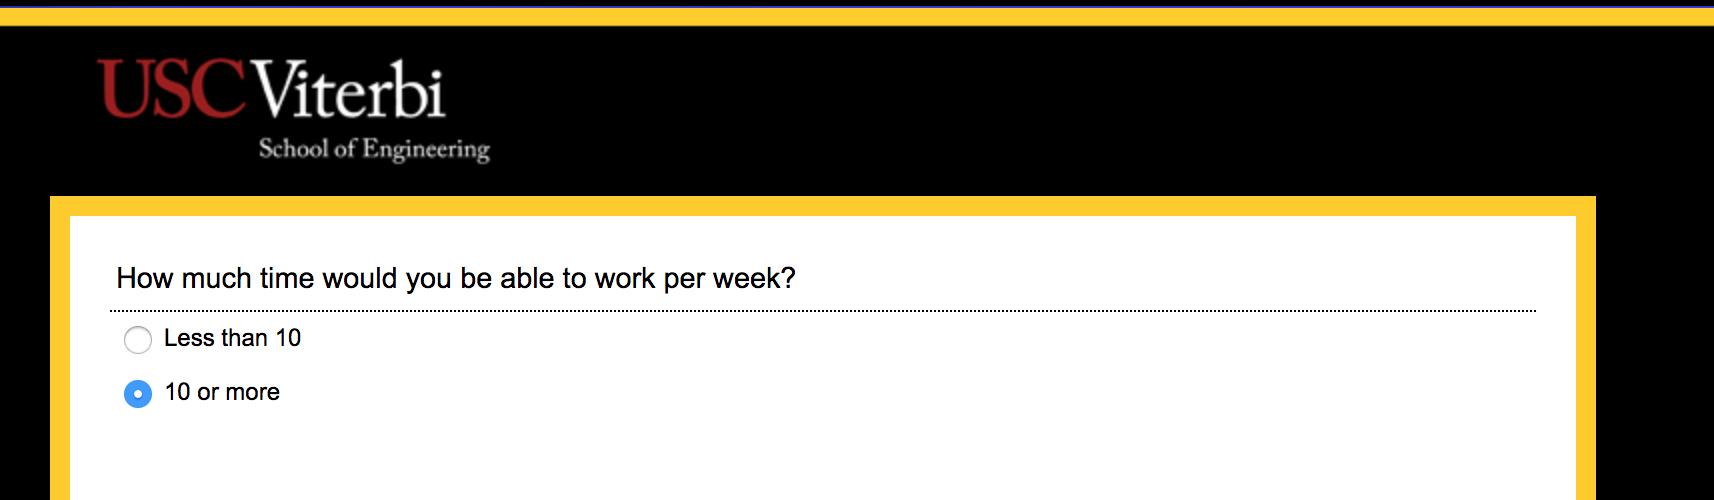 USC Viterbi
School of Engineering
How much time would you be able to work per week?
Less than 10
10 or more